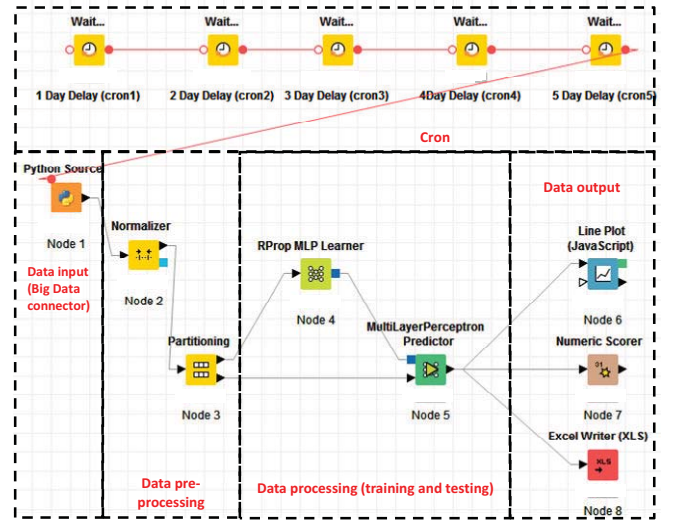 Wait... Wait... Wait... Wait... Wait...
1 Day Delay (cron1) 2 Day Delay (cron2) 3 Day Delay (cron3) 4Day Delay (cron4) 5 Day Delay (cron5)
Cron
Python Source
Node 1
Data input
(Big Data
connector)
Normalizer
Node 2
Partitioning
Node 3
Data pre-
processing
RProp MLP Learner
Node 4
MultiLayerPerceptron
Predictor
Node 5
Data processing (training and testing)
Data output
Line Plot
(JavaScript)
Node 6
Numeric Scorer
Node 7
Excel Writer (XLS)
XLS
Node 8